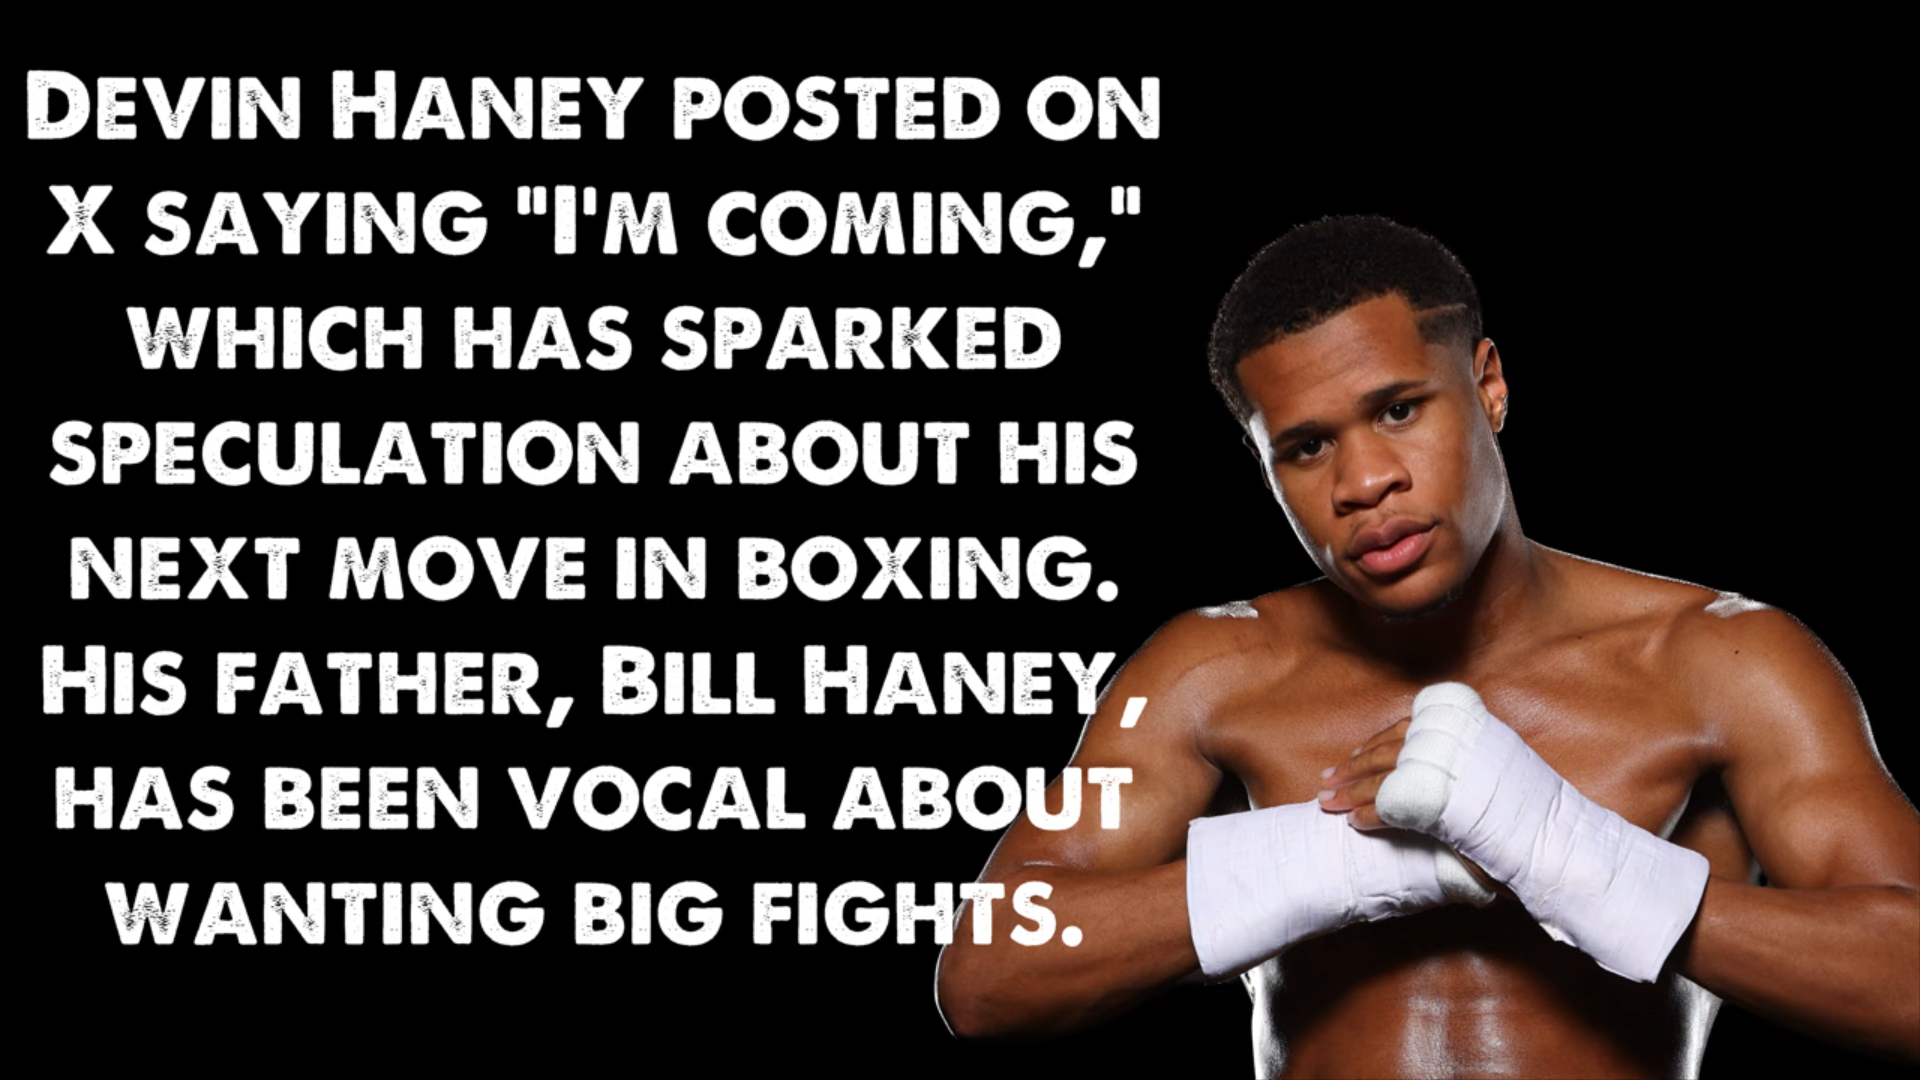 Devin Haney posted on
X saying "I'm coming,"
which has sparked
speculation about his
next move in boxing.
His father, Bill Haney,
has been vocal about
wanting big fights.